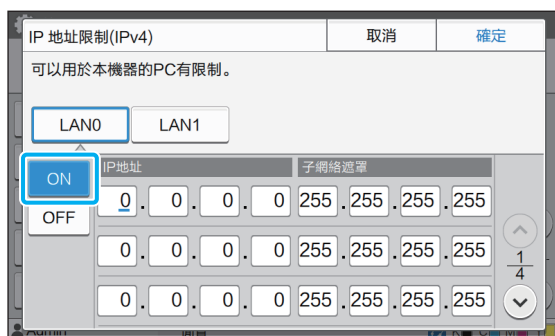 IP 地址限制(IPv4) 取消 確定
可以用於本機器的PC有限制。
LAN0 LAN1
ON IP地址 子網絡遮罩
0 . 0 . 0 . 0 255 . 255 . 255 . 255
OFF
0 . 0 . 0 . 0 255 . 255 . 255 . 255
1
4
0 . 0 . 0 . 0 255 . 255 . 255 . 255
Admin